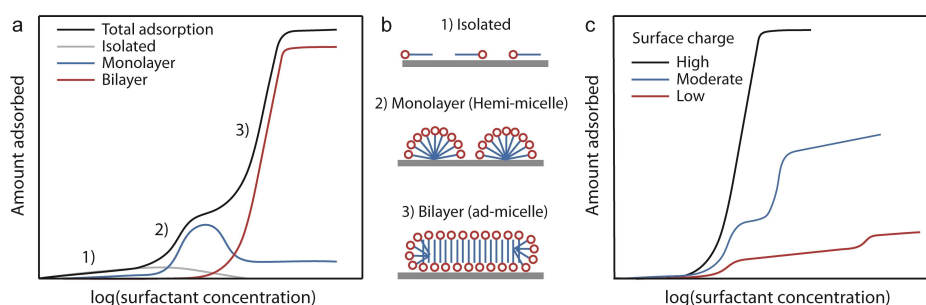 a
Total adsorption
Isolated
Monolayer
Bilayer
1)
2)
3)
Amount adsorbed
log(surfactant concentration)
b
1) Isolated
2) Monolayer (Hemi-micelle)
3) Bilayer (ad-micelle)
c
Surface charge
High
Moderate
Low
Amount adsorbed
log(surfactant concentration)